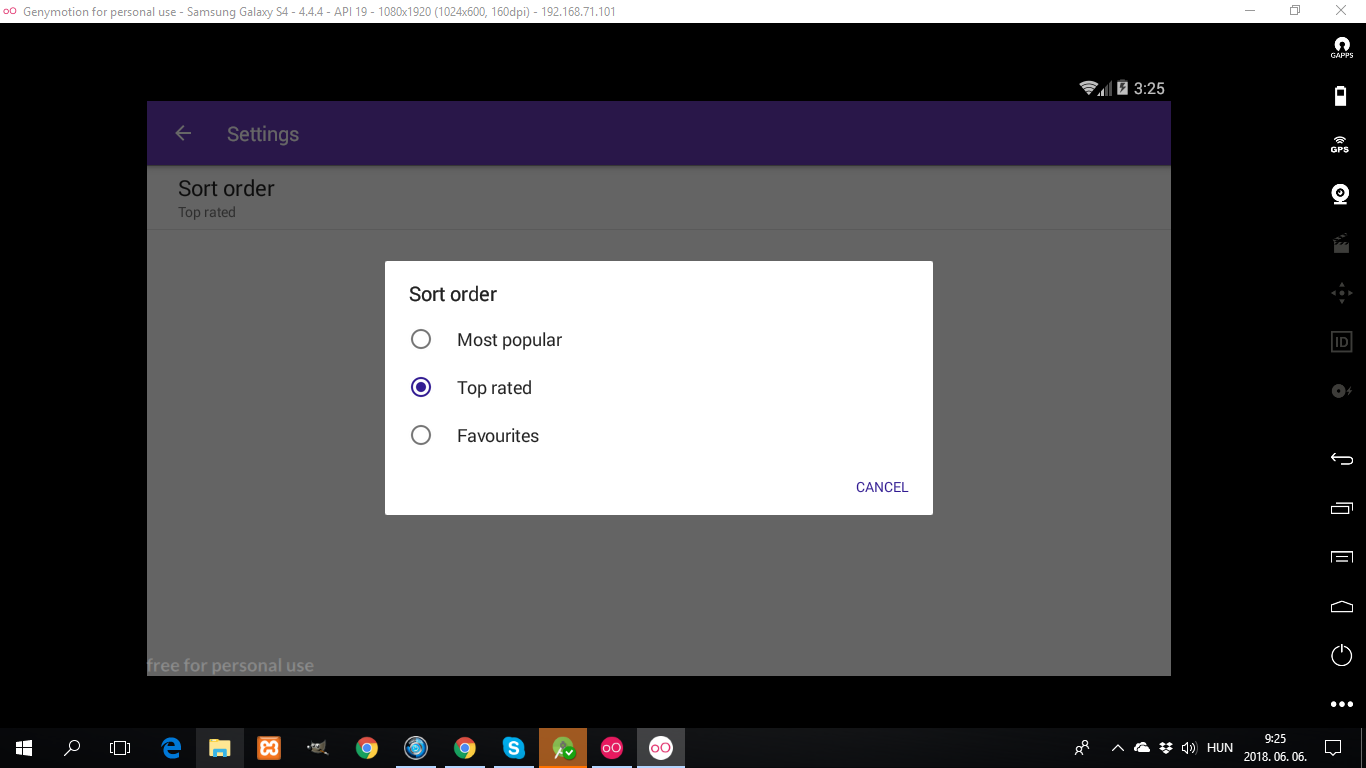 Genymotion for personal use - Samsung Galaxy S4 - 4.4.4 - API 19 - 1080x1920 (1024x600, 160dpi) - 192.168.71.101
GAPPS
3:25
Settings
GPS
Sort order
Top rated
Sort order
Most popular
ID
Top rated
Favourites
CANCEL
free for personal use
HUN
9:25
2018. 06. 06.